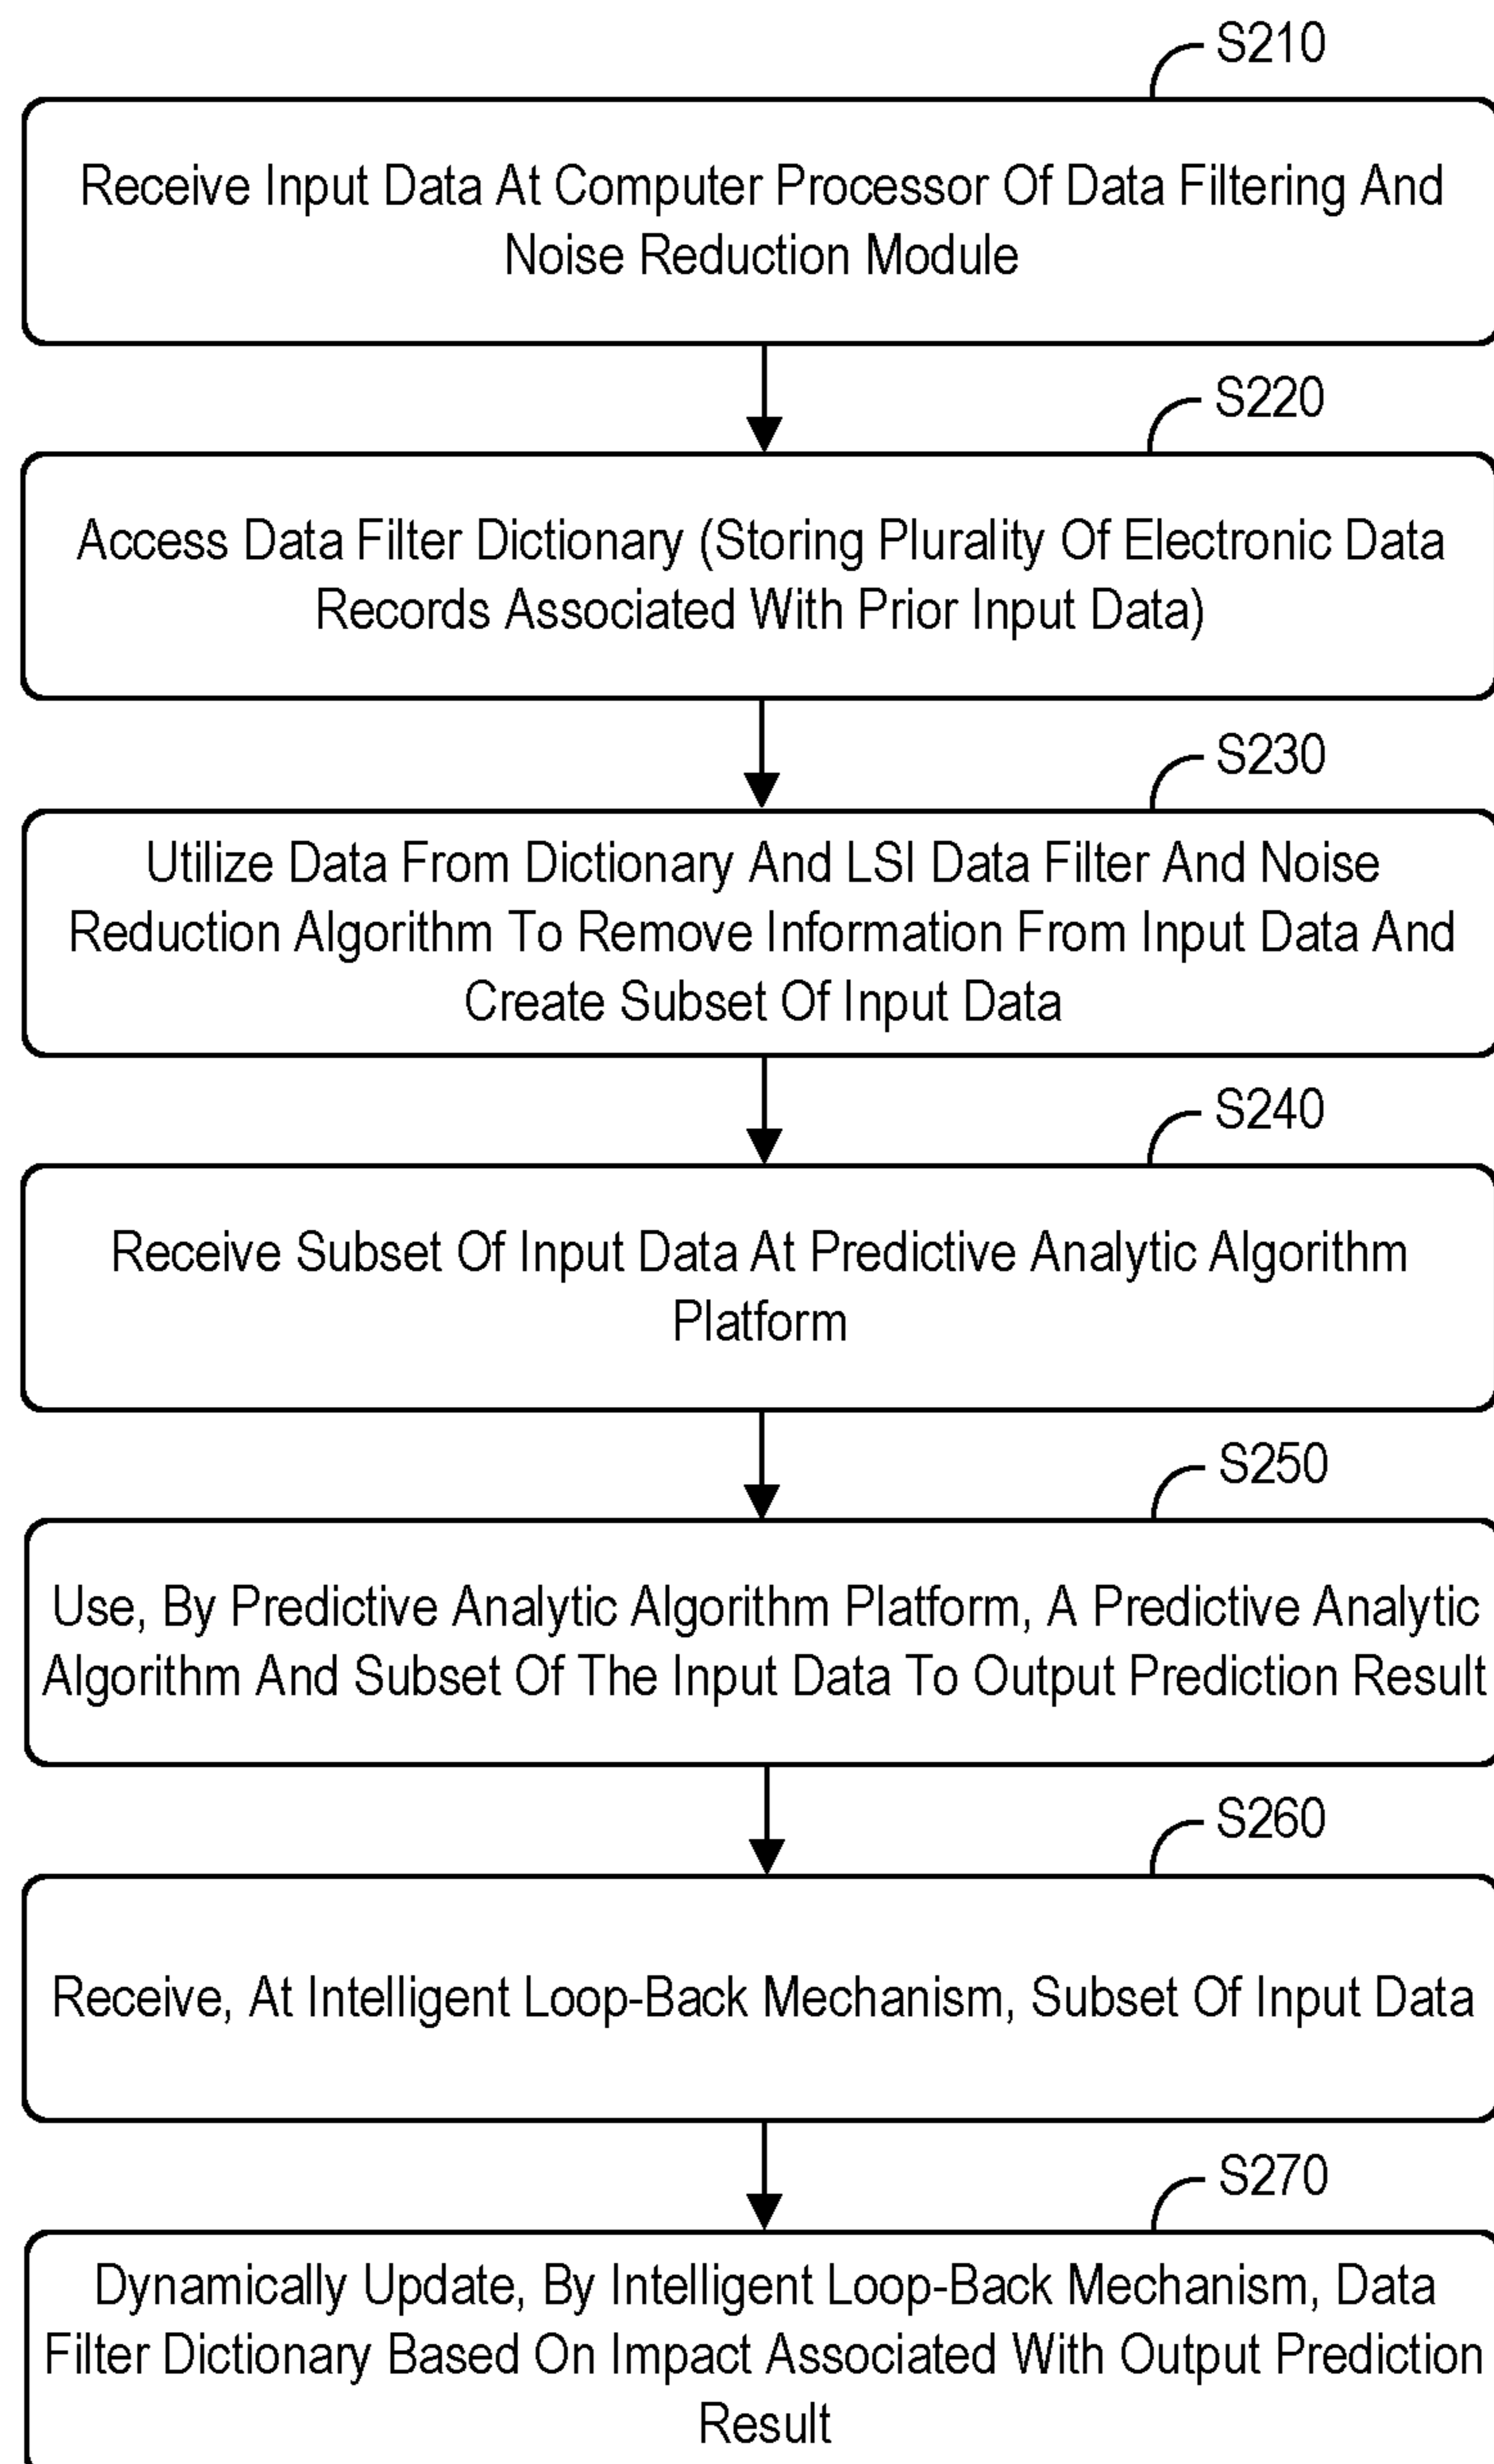 S210
Receive Input Data At Computer Processor Of Data Filtering And
Noise Reduction Module
S220
Access Data Filter Dictionary (Storing Plurality Of Electronic Data
Records Associated With Prior Input Data)
S230
Utilize Data From Dictionary And LSI Data Filter And Noise
Reduction Algorithm To Remove Information From Input Data And
Create Subset Of Input Data
S240
Receive Subset Of Input Data At Predictive Analytic Algorithm
Platform
S250
Use, By Predictive Analytic Algorithm Platform, A Predictive Analytic
Algorithm And Subset Of The Input Data To Output Prediction Result
S260
Receive, At Intelligent Loop-Back Mechanism, Subset Of Input Data
S270
Dynamically Update, By Intelligent Loop-Back Mechanism, Data
Filter Dictionary Based On Impact Associated With Output Prediction
Result